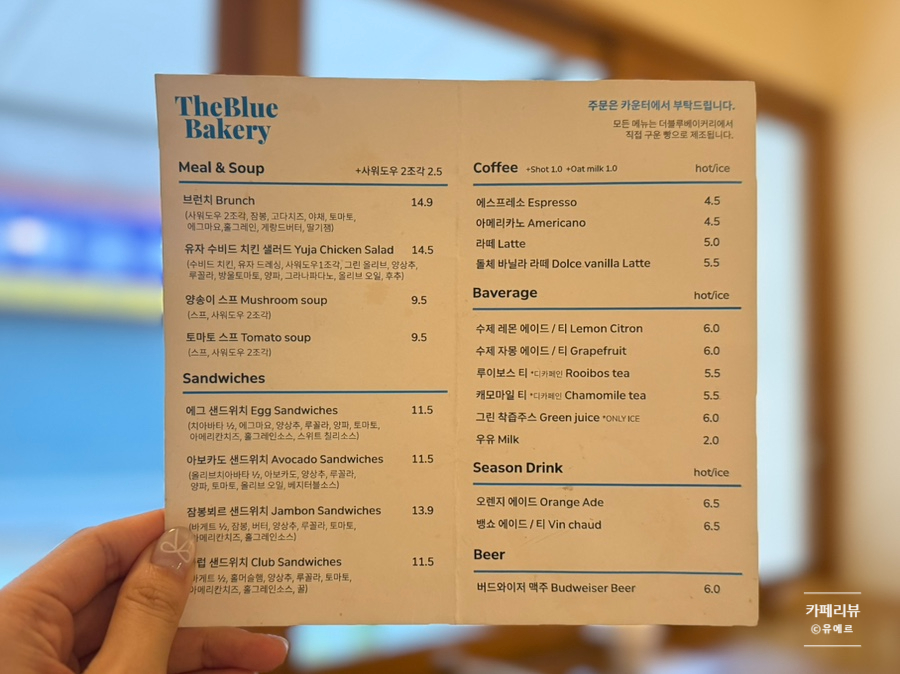 TheBlue
Bakery
주문은 카운터에서 부탁드립니다.
모든 메뉴는 더블루베이커리에서
직접 구운 빵으로 제조됩니다.
Meal & Soup +사워도우 2조각 2.5
브런치 Brunch 14.9
(사워도우 2조각, 잠봉, 고다치즈, 야채, 토마토,
에그마요,홀그레인, 게랑드버터, 딸기잼)
유자 수비드 치킨 샐러드 Yuja Chicken Salad 14.5
(수비드 치킨, 유자 드레싱, 사워도우1조각, 그린 올리브, 양상추,
루꼴라, 방울토마토, 양파, 그라나파다노, 올리브 오일, 후추)
양송이 스프 Mushroom soup 9.5
(스프, 사워도우 2조각)
토마토 스프 Tomato soup 9.5
(스프, 사워도우 2조각)
Sandwiches
에그 샌드위치 Egg Sandwiches 11.5
(치아바타 ½, 에그마요, 양상추, 루꼴라, 양파, 토마토,
아메리칸치즈, 홀그레인소스, 스위트 칠리소스)
아보카도 샌드위치 Avocado Sandwiches 11.5
(올리브치아바타 ½, 아보카도, 양상추, 루꼴라,
양파, 토마토, 올리브 오일, 베지터블소스)
잠봉뵈르 샌드위치 Jambon Sandwiches 13.9
(바게트 ½, 잠봉, 버터, 양상추, 루꼴라, 토마토,
아메리칸치즈, 홀그레인소스)
럽 샌드위치 Club Sandwiches 11.5
게트 ½, 홀머슬햄, 양상추, 루꼴라, 토마토,
아메리칸치즈, 홀그레인소스, 꿀)
Coffee +Shot 1.0 +Oat milk 1.0 hot/ice
에스프레소 Espresso 4.5
아메리카노 Americano 4.5
라떼 Latte 5.0
돌체 바닐라 라떼 Dolce vanilla Latte 5.5
Baverage hot/ice
수제 레몬 에이드 / 티 Lemon Citron 6.0
수제 자몽 에이드 / 티 Grapefruit 6.0
루이보스 티 *디카페인 Rooibos tea 5.5
캐모마일 티 *디카페인 Chamomile tea 5.5
그린 착즙주스 Green juice *ONLY ICE 6.0
우유 Milk 2.0
Season Drink hot/ice
오렌지 에이드 Orange Ade 6.5
뱅쇼 에이드 / 티 Vin chaud 6.5
Beer
버드와이저 맥주 Budweiser Beer 6.0
카페리뷰
©유예르